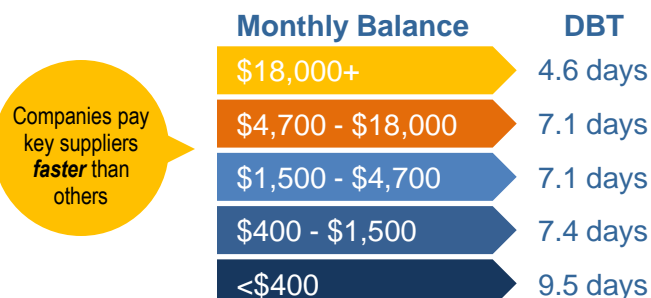 Monthly Balance DBT
$18,000+ 4.6 days
Companies pay
key suppliers
faster than
others
$4,700 - $18,000 7.1 days
$1,500 - $4,700 7.1 days
$400 - $1,500 7.4 days
<$400 9.5 days